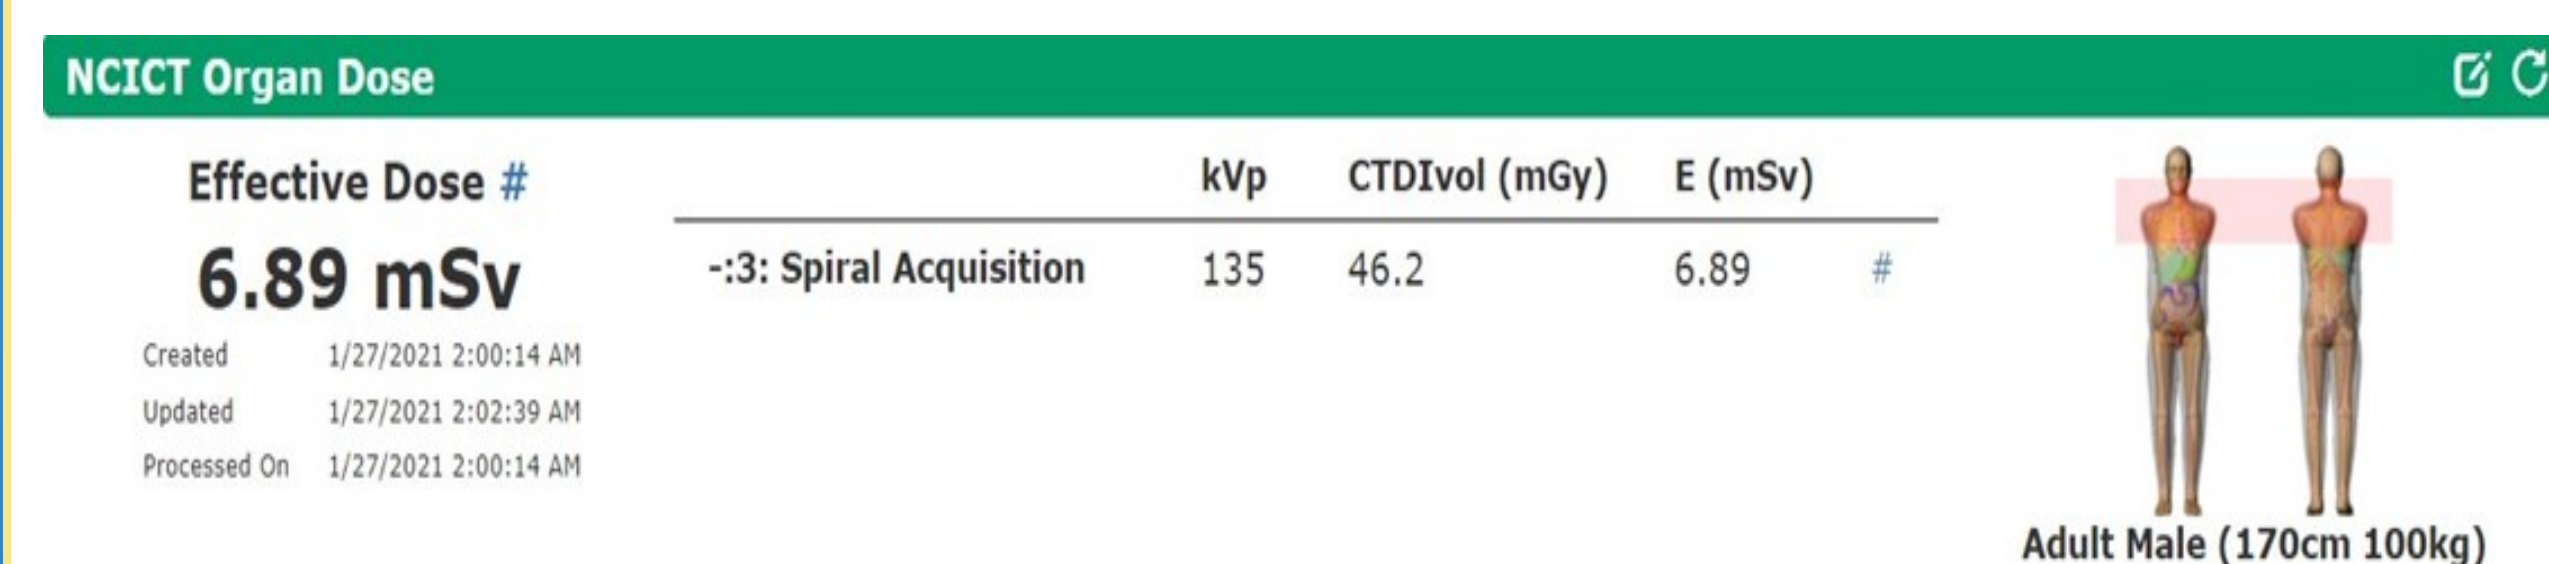 NCICT Organ Dose
Effective Dose #
6.89 mSv
Created 1/27/2021 2:00:14 AM
Updated 1/27/2021 2:02:39 AM
Processed On 1/27/2021 2:00:14 AM
kVp CTDIvol (mGy) E (mSv)
-:3: Spiral Acquisition 135 46.2 6.89 #
Adult Male (170cm 100kg)